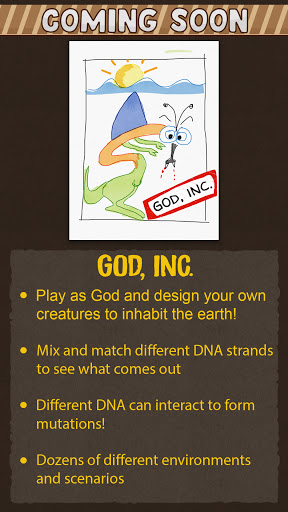 COMING SOON
GOD, INC.
GOD, INC.
• Play as God and design your own
creatures to inhabit the earth!
• Mix and match different DNA strands
to see what comes out
• Different DNA can interact to form
mutations!
• Dozens of different environments
and scenarios